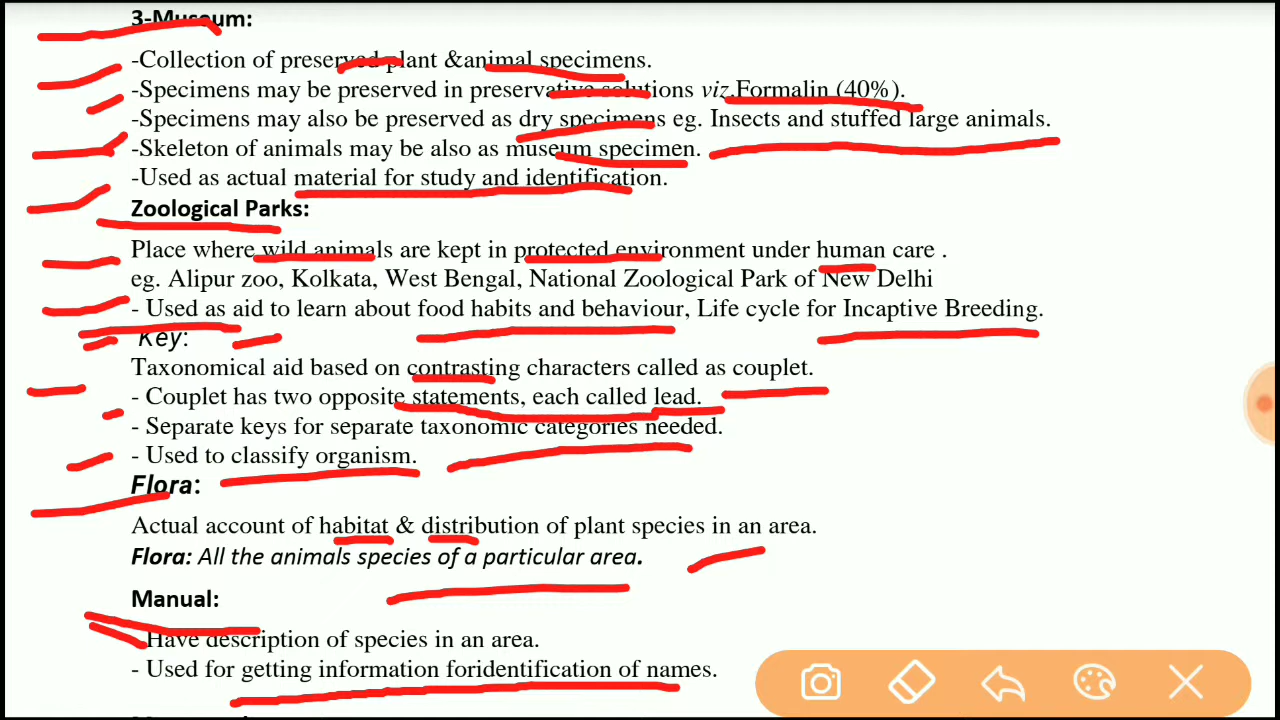 3-Museum:
-Collection of preserved plant &animal specimens.
-Specimens may be preserved in preservative solutions viz.Formalin (40%).
-Specimens may also be preserved as dry specimens eg. Insects and stuffed large animals.
-Skeleton of animals may be also as museum specimen.
-Used as actual material for study and identification.
Zoological Parks:
Place where wild animals are kept in protected environment under human care .
eg. Alipur zoo, Kolkata, West Bengal, National Zoological Park of New Delhi
- Used as aid to learn about food habits and behaviour, Life cycle for Incaptive Breeding.
Key:
Taxonomical aid based on contrasting characters called as couplet.
- Couplet has two opposite statements, each called lead.
- Separate keys for separate taxonomic categories needed.
- Used to classify organism.
Flora:
Actual account of habitat & distribution of plant species in an area.
Flora: All the animals species of a particular area.
Manual:
-Have description of species in an area.
- Used for getting information foridentification of names.